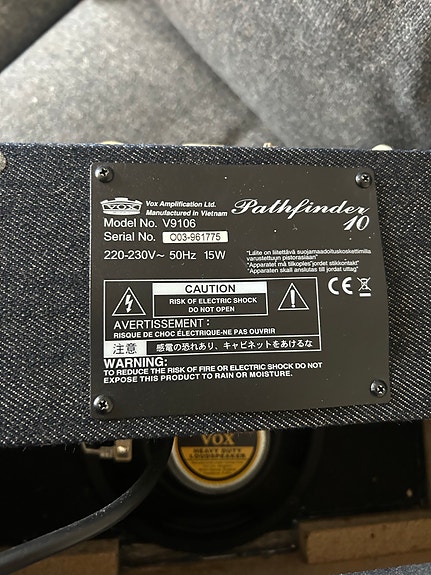 VOX
Vox Amplification Ltd.
Manufactured in Vietnam
Pathfinder 10
Model No. V9106
Serial No. 003-961775
220-230V~ 50Hz 15W
"Laite on liitettävä suojamaadoituskoskettimilla
varustettuun pistorasiaan"
"Apparatet må tilkoples jordet stikkontakt"
"Apparaten skall anslutas till jordat uttag"
CE
CAUTION
RISK OF ELECTRIC SHOCK
DO NOT OPEN
AVERTISSEMENT :
RISQUE DE CHOC ÉLECTRIQUE-NE PAS OUVRIR
注意 感電の恐れあり、キャビネットをあけるな
WARNING:
TO REDUCE THE RISK OF FIRE OR ELECTRIC SHOCK DO NOT
EXPOSE THIS PRODUCT TO RAIN OR MOISTURE.
VOX
HEAVY DUTY
LOUDSPEAKER